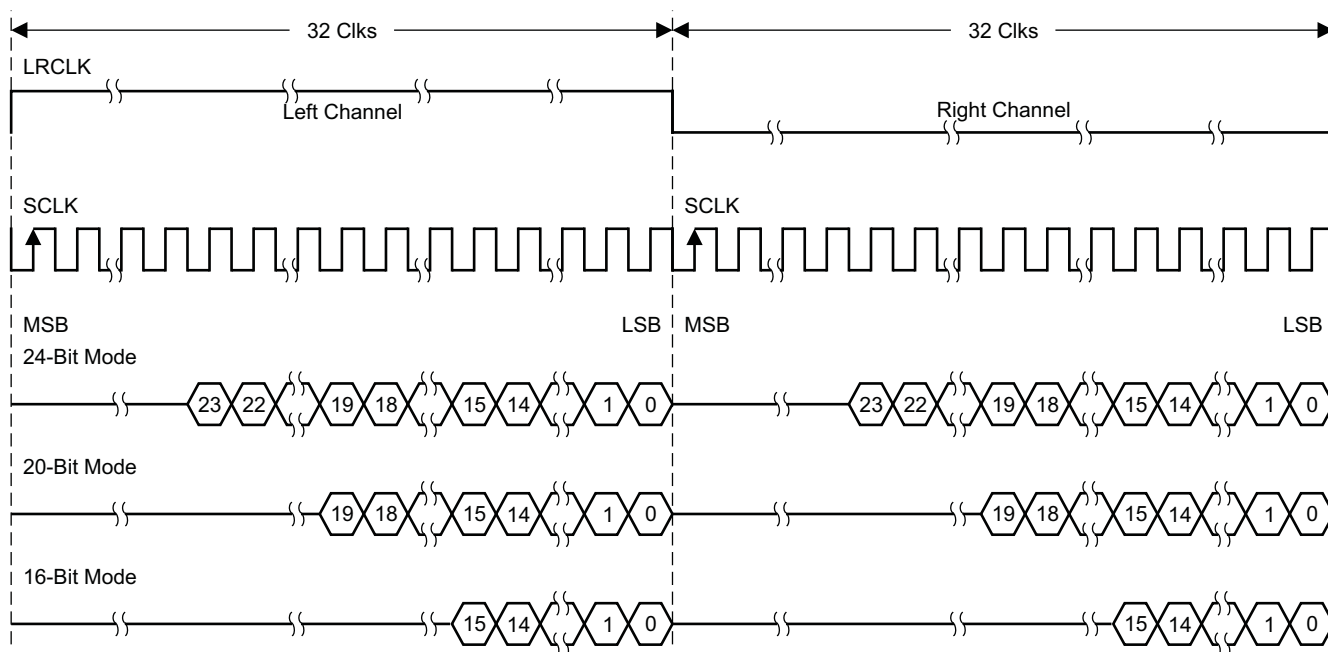 32 Clks 32 Clks
LRCLK
Left Channel Right Channel
SCLK SCLK
MSB LSB MSB LSB
24-Bit Mode
23 22 19 18 15 14 1 0 23 22 19 18 15 14 1 0
20-Bit Mode
19 18 15 14 1 0 19 18 15 14 1 0
16-Bit Mode
15 14 1 0 15 14 1 0